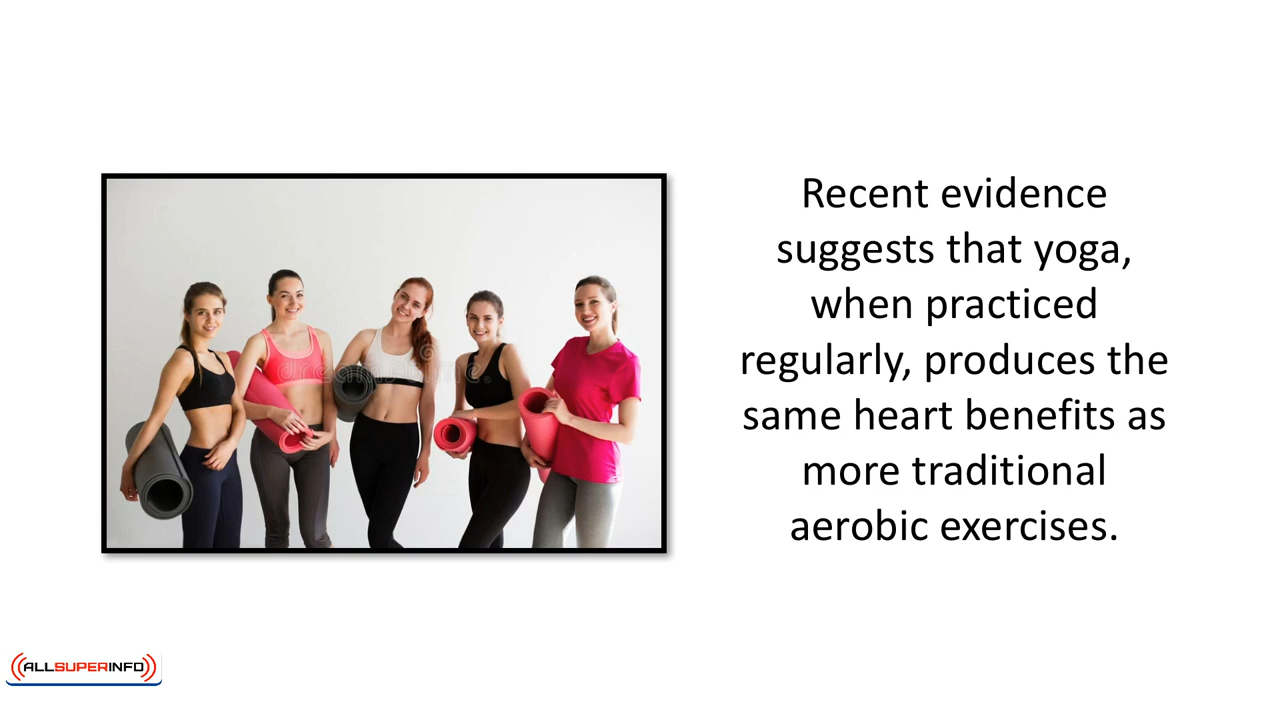 Recent evidence
suggests that yoga,
when practiced
regularly, produces the
same heart benefits as
more traditional
aerobic exercises.
dreamstime.
ALLSUPERINFO